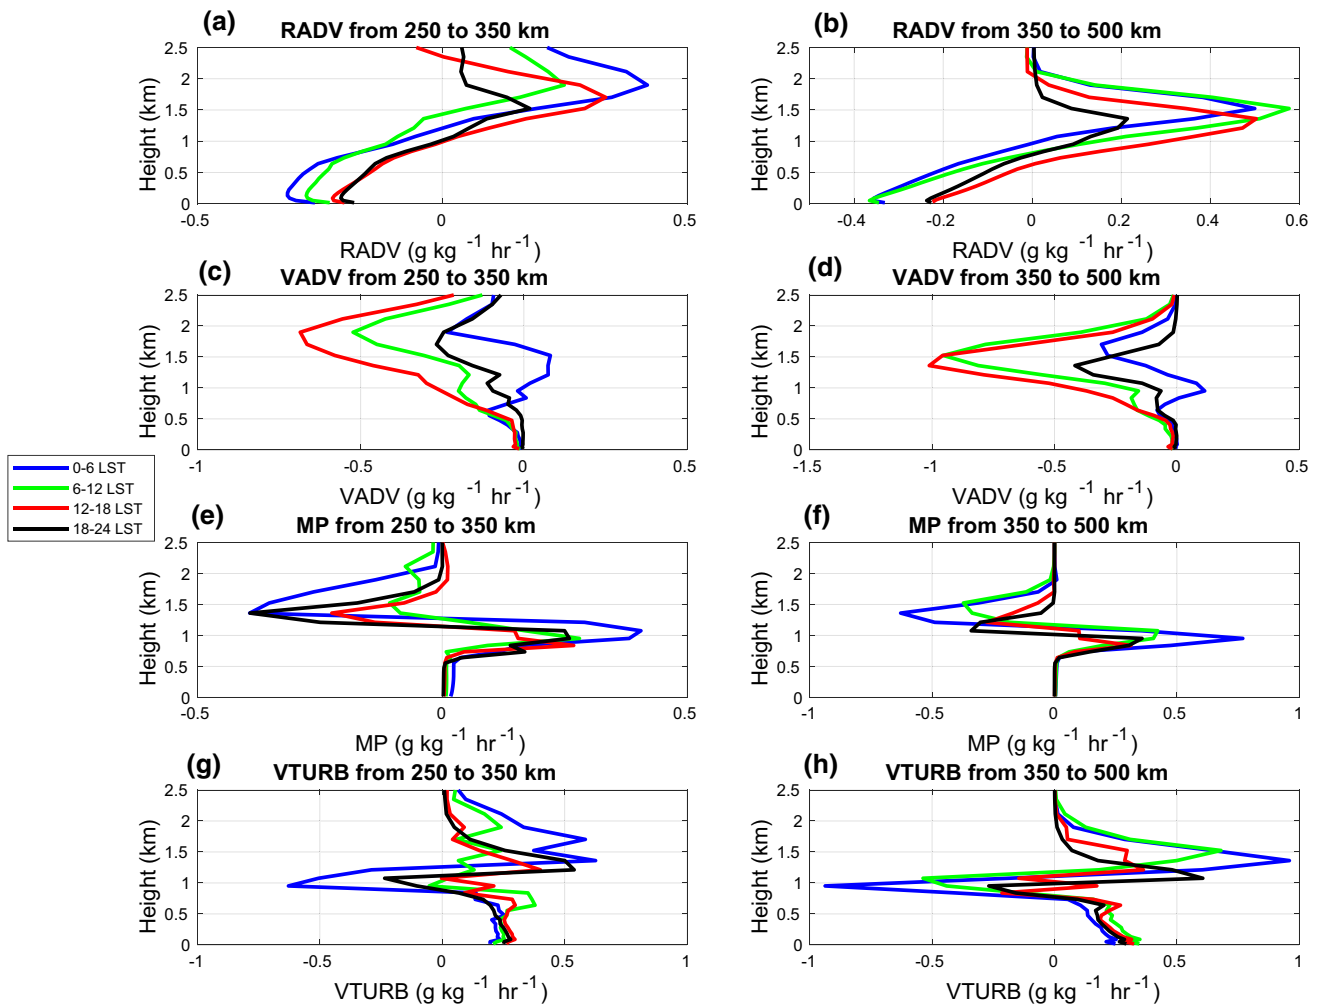 (a)
RADV from 250 to 350 km
2.5
2
1.5
1
0.5
0
Height (km)
-0.5
0
0.5
RADV (g kg -1 hr -1)
(b)
RADV from 350 to 500 km
2.5
2
1.5
1
0.5
0
Height (km)
-0.4
-0.2
0
0.2
0.4
0.6
RADV (g kg -1 hr -1)
(c)
VADV from 250 to 350 km
2.5
2
1.5
1
0.5
0
Height (km)
-1
-0.5
0
0.5
VADV (g kg -1 hr -1)
(d)
VADV from 350 to 500 km
2.5
2
1.5
1
0.5
0
Height (km)
-1.5
-1
-0.5
0
0.5
VADV (g kg -1 hr -1)
0-6 LST
6-12 LST
12-18 LST
18-24 LST
(e)
MP from 250 to 350 km
2.5
2
1.5
1
0.5
0
Height (km)
-0.5
0
0.5
MP (g kg -1 hr -1)
(f)
MP from 350 to 500 km
2.5
2
1.5
1
0.5
0
Height (km)
-1
-0.5
0
0.5
1
MP (g kg -1 hr -1)
(g)
VTURB from 250 to 350 km
2.5
2
1.5
1
0.5
0
Height (km)
-1
-0.5
0
0.5
1
VTURB (g kg -1 hr -1)
(h)
VTURB from 350 to 500 km
2.5
2
1.5
1
0.5
0
Height (km)
-1
-0.5
0
0.5
1
VTURB (g kg -1 hr -1)